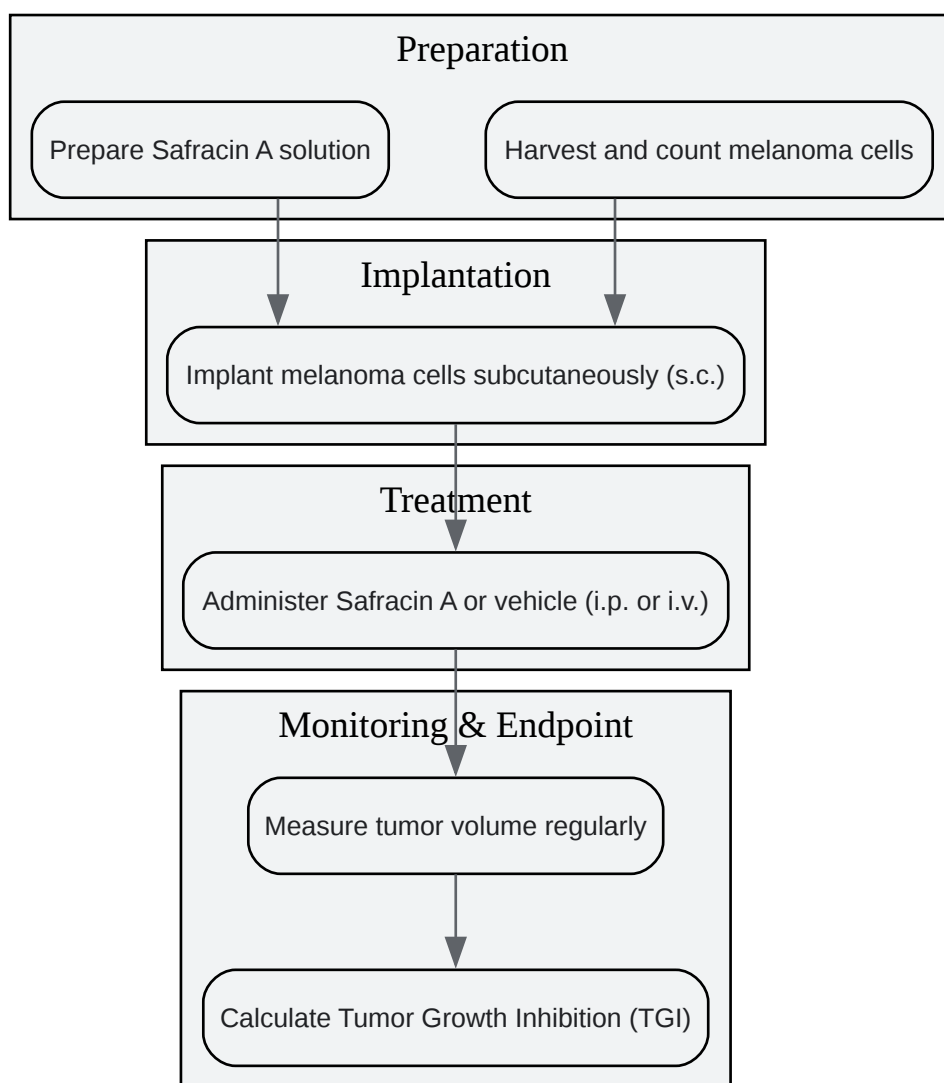 Preparation
Prepare Safracin A solution
Harvest and count melanoma cells
Implantation
Implant melanoma cells subcutaneously (s.c.)
Treatment
Administer Safracin A or vehicle (i.p. or i.v.)
Monitoring & Endpoint
Measure tumor volume regularly
Calculate Tumor Growth Inhibition (TGI)